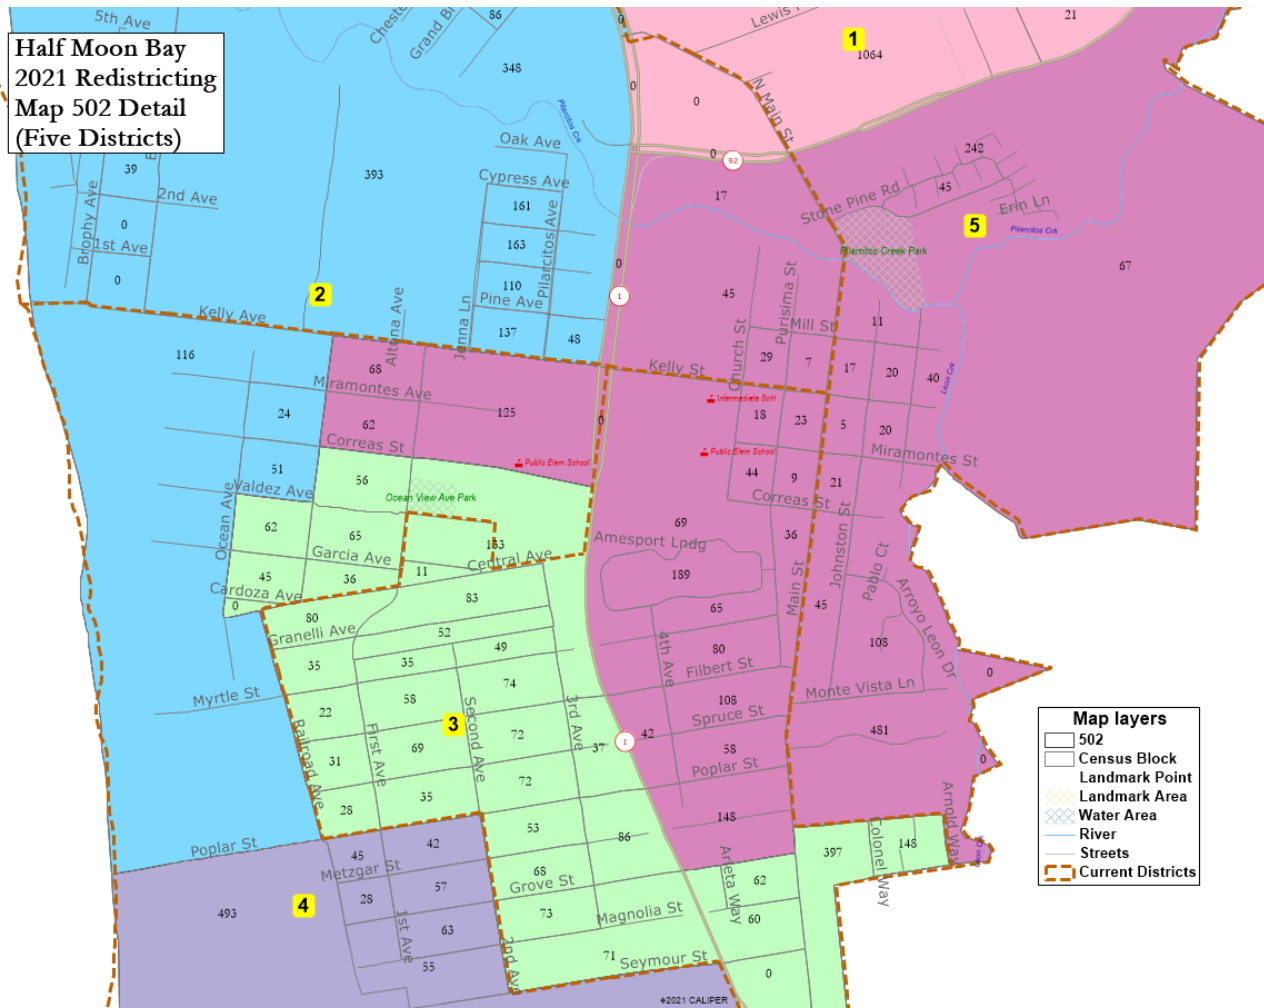 Half Moon Bay
2021 Redistricting
Map 502 Detail
(Five Districts)
5th Ave
86
0
21
1
1064
348
0
0
N Main St
Pilarcitos Crk
Oak Ave
0
92
242
39
2nd Ave
393
Cypress Ave
17
Stone Pine Rd
45
Erin Ln
Brophy Ave
161
0
5
Pilarcitos Crk
1st Ave
163
Pilarcitos Ave
Pilarcitos Creek Park
0
67
0
110
45
2
1
Pine Ave
Kelly Ave
Altona Ave
Jenna Ln
137
48
Church St
Purisima St
Mill St
11
116
68
Kelly St
29
7
17
20
40
Leon Crk
Miramontes Ave
Intermediate Schl
24
62
125
0
18
23
5
20
Correas St
Public Elem School
Public Elem School
Miramontes St
51
56
44
9
21
Valdez Ave
Ocean View Ave Park
Correas St
Ocean Ave
62
65
69
36
Amesport Lndg
Johnston St
Garcia Ave
Central Ave
45
36
11
189
Pablo Ct
Cardoza Ave
0
83
65
Main St
45
Arroyo Leon Dr
80
Granelli Ave
52
4th Ave
108
35
35
49
80
Filbert St
0
74
Monte Vista Ln
Myrtle St
58
108
22
3
Second Ave
3rd Ave
42
Spruce St
481
Railroad Ave
First Ave
72
37
1
58
31
69
0
Poplar St
72
28
35
148
Arnold Way
53
86
Colonel Way
Poplar St
45
42
397
148
Metzgar St
68
Arleta Way
62
Grove St
493
4
28
57
73
Magnolia St
60
1st Ave
63
55
2nd Ave
71
Seymour St
0
©2021 CALIPER
Map layers
502
Census Block
Landmark Point
Landmark Area
Water Area
River
Streets
Current Districts